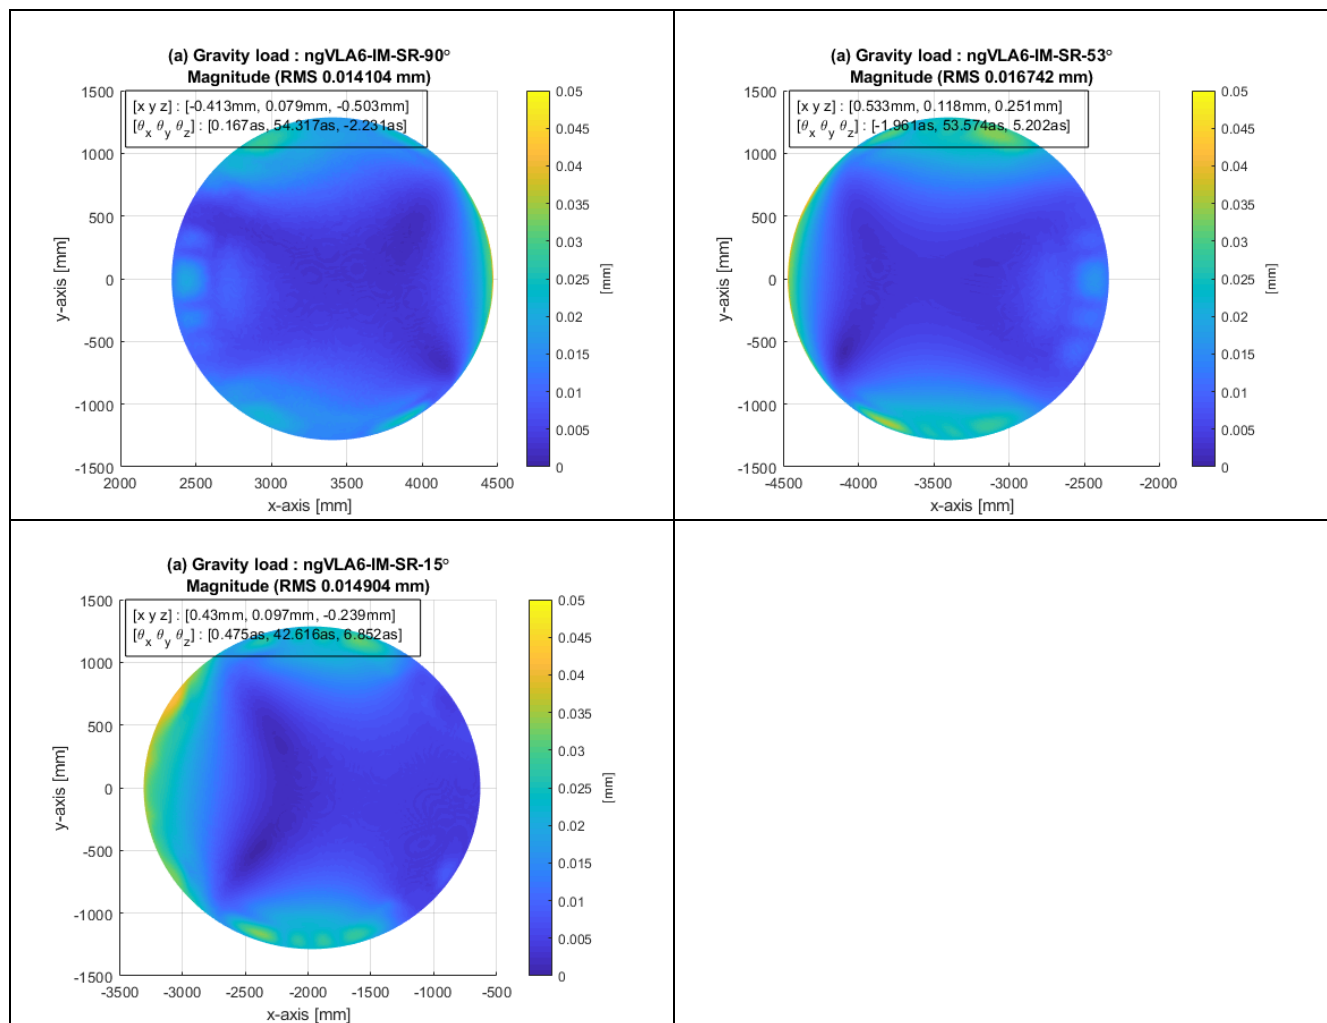 (a) Gravity load : ngVLA6-IM-SR-90°
Magnitude (RMS 0.014104 mm)
[x y z] : [-0.413mm, 0.079mm, -0.503mm]
[θx θy θz] : [0.167as, 54.317as, -2.231as]
1500
1000
500
0
-500
-1000
-1500
y-axis [mm]
2000 2500 3000 3500 4000 4500
x-axis [mm]
0.05
0.045
0.04
0.035
0.03
0.025
0.02
0.015
0.01
0.005
0
[mm]
(a) Gravity load : ngVLA6-IM-SR-53°
Magnitude (RMS 0.016742 mm)
[x y z] : [0.533mm, 0.118mm, 0.251mm]
[θx θy θz] : [-1.961as, 53.574as, 5.202as]
1500
1000
500
0
-500
-1000
-1500
y-axis [mm]
-4500 -4000 -3500 -3000 -2500 -2000
x-axis [mm]
0.05
0.045
0.04
0.035
0.03
0.025
0.02
0.015
0.01
0.005
0
[mm]
(a) Gravity load : ngVLA6-IM-SR-15°
Magnitude (RMS 0.014904 mm)
[x y z] : [0.43mm, 0.097mm, -0.239mm]
[θx θy θz] : [0.475as, 42.616as, 6.852as]
1500
1000
500
0
-500
-1000
-1500
y-axis [mm]
-3500 -3000 -2500 -2000 -1500 -1000 -500
x-axis [mm]
0.05
0.045
0.04
0.035
0.03
0.025
0.02
0.015
0.01
0.005
0
[mm]